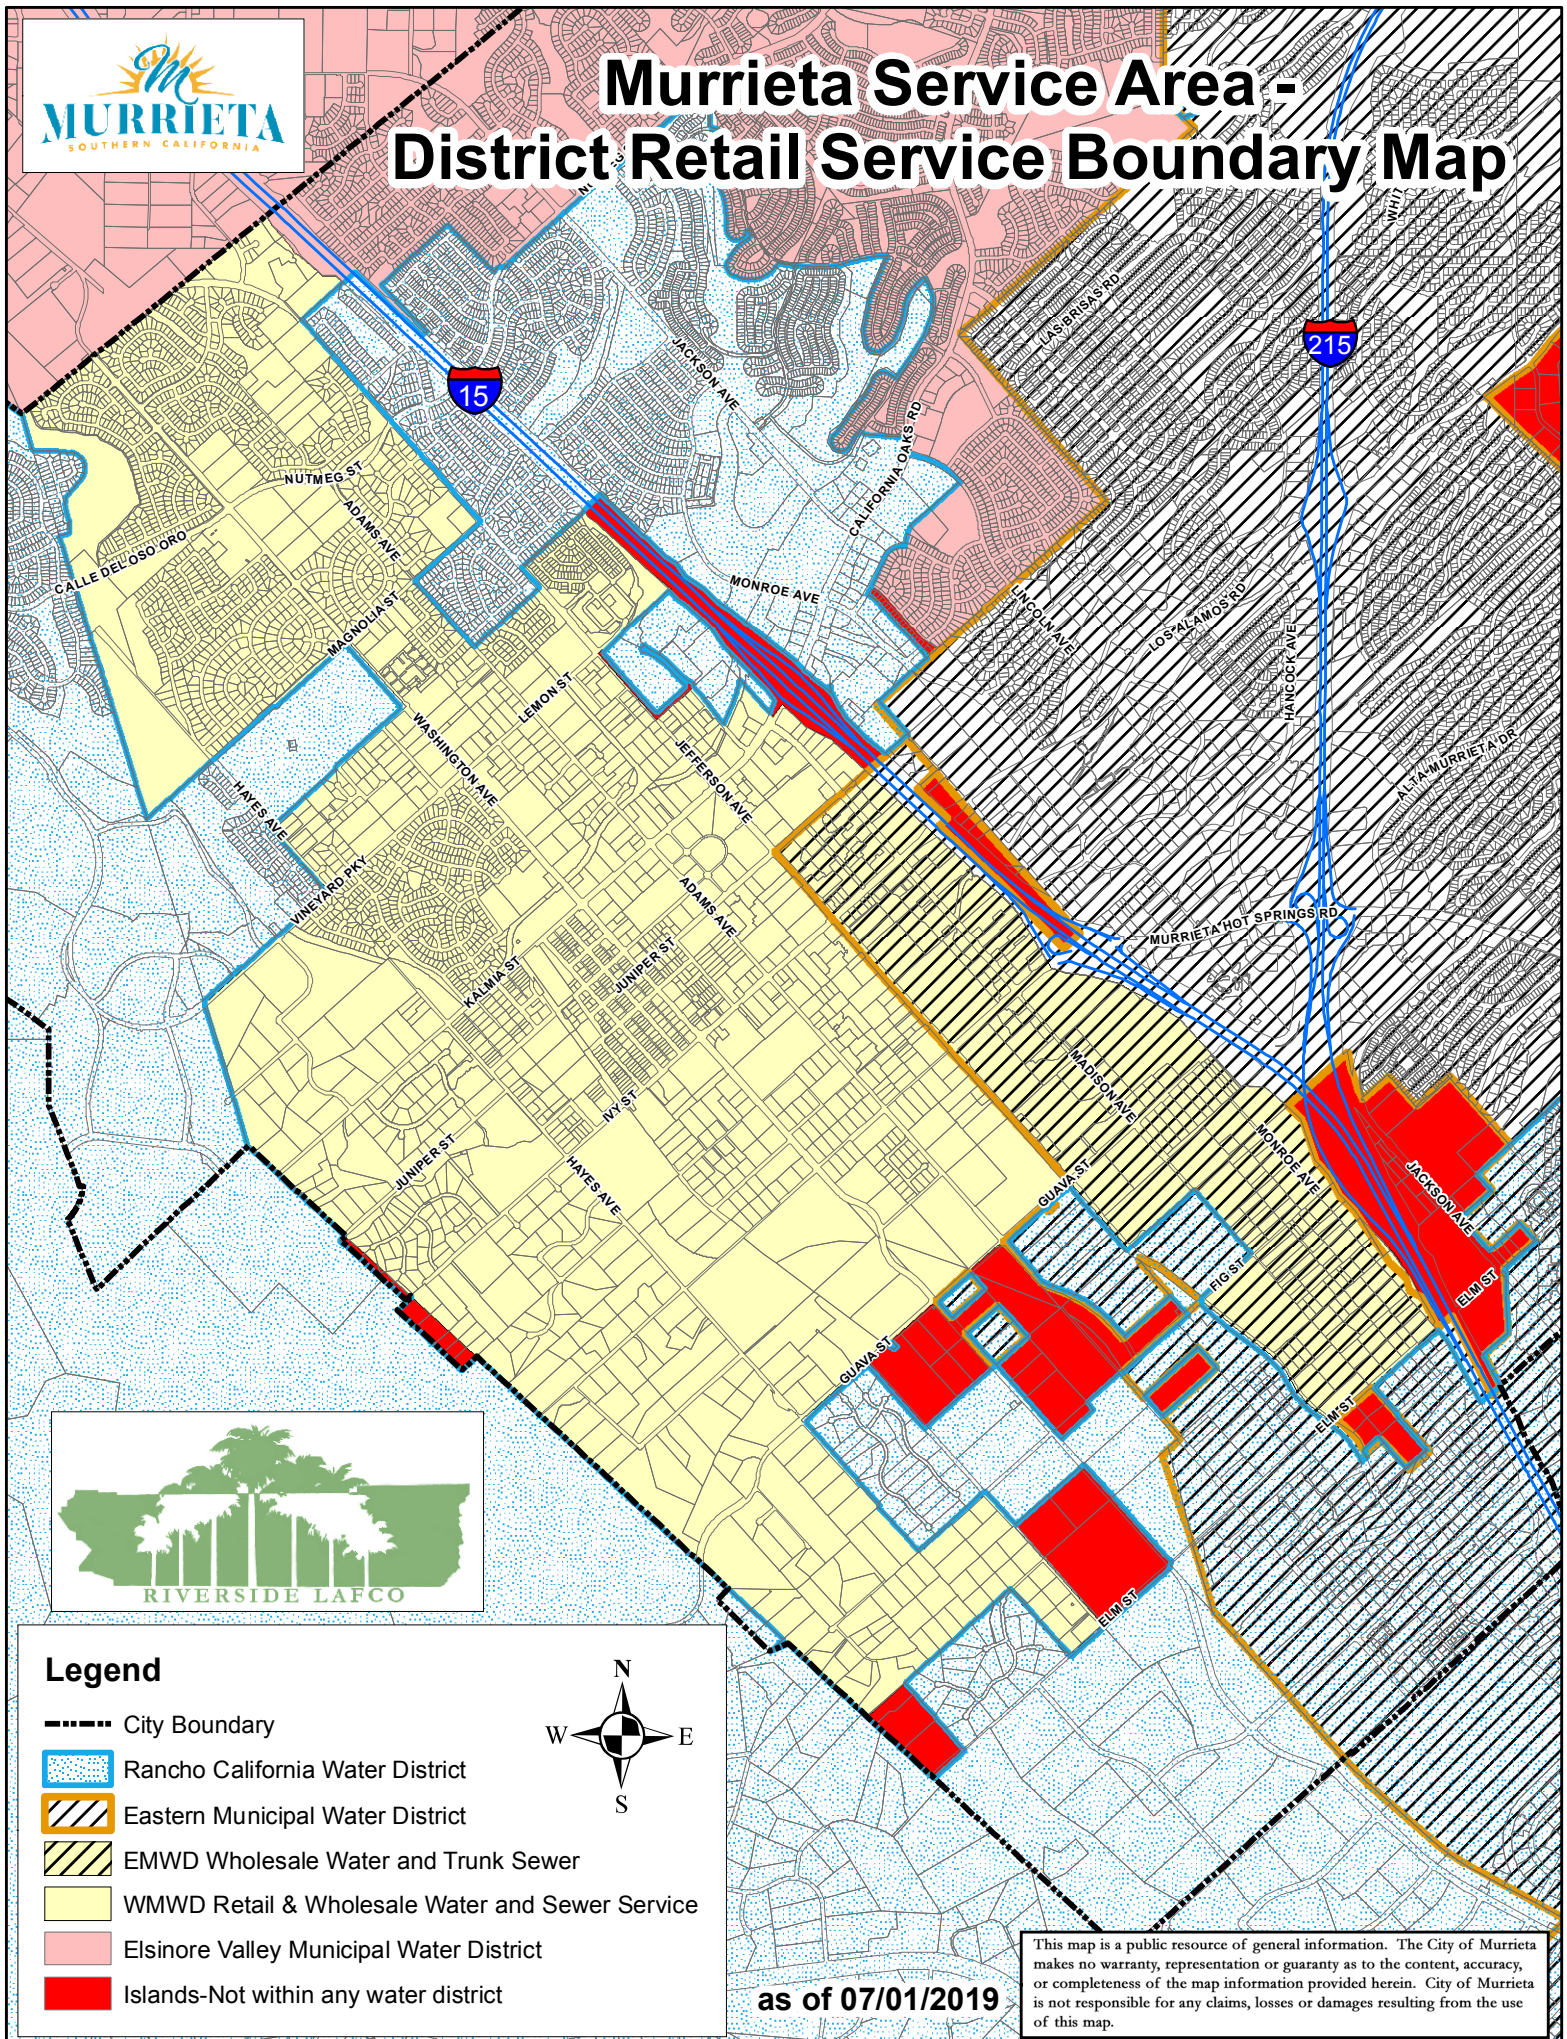 MURRIETA
SOUTHERN CALIFORNIA
Murrieta Service Area -
District Retail Service Boundary Map
WHIT
LAS BRISAS RD
215
JACKSON AVE
15
CALIFORNIA OAKS RD
NUTMEG ST
ADAMS AVE
CALLE DEL OSO ORO
MONROE AVE
LINCOLN AVE
LOS ALAMOS RD
HANCOCK AVE
MAGNOLIA ST
LEMON ST
WASHINGTON AVE
JEFFERSON AVE
ALTA MURRIETA DR
HAYES AVE
VINEYARD PKY
ADAMS AVE
MURRIETA HOT SPRINGS RD
KALMIA ST
JUNIPER ST
MADISON AVE
IVY ST
MONROE AVE
JUNIPER ST
HAYES AVE
GUAVA ST
JACKSON AVE
FIG ST
ELM ST
GUAVA ST
ELM ST
ELM ST
RIVERSIDE LAFCO
Legend
N
W E
S
City Boundary
Rancho California Water District
Eastern Municipal Water District
EMWD Wholesale Water and Trunk Sewer
WMWD Retail & Wholesale Water and Sewer Service
Elsinore Valley Municipal Water District
Islands-Not within any water district
as of 07/01/2019
This map is a public resource of general information. The City of Murrieta
makes no warranty, representation or guaranty as to the content, accuracy,
or completeness of the map information provided herein. City of Murrieta
is not responsible for any claims, losses or damages resulting from the use
of this map.